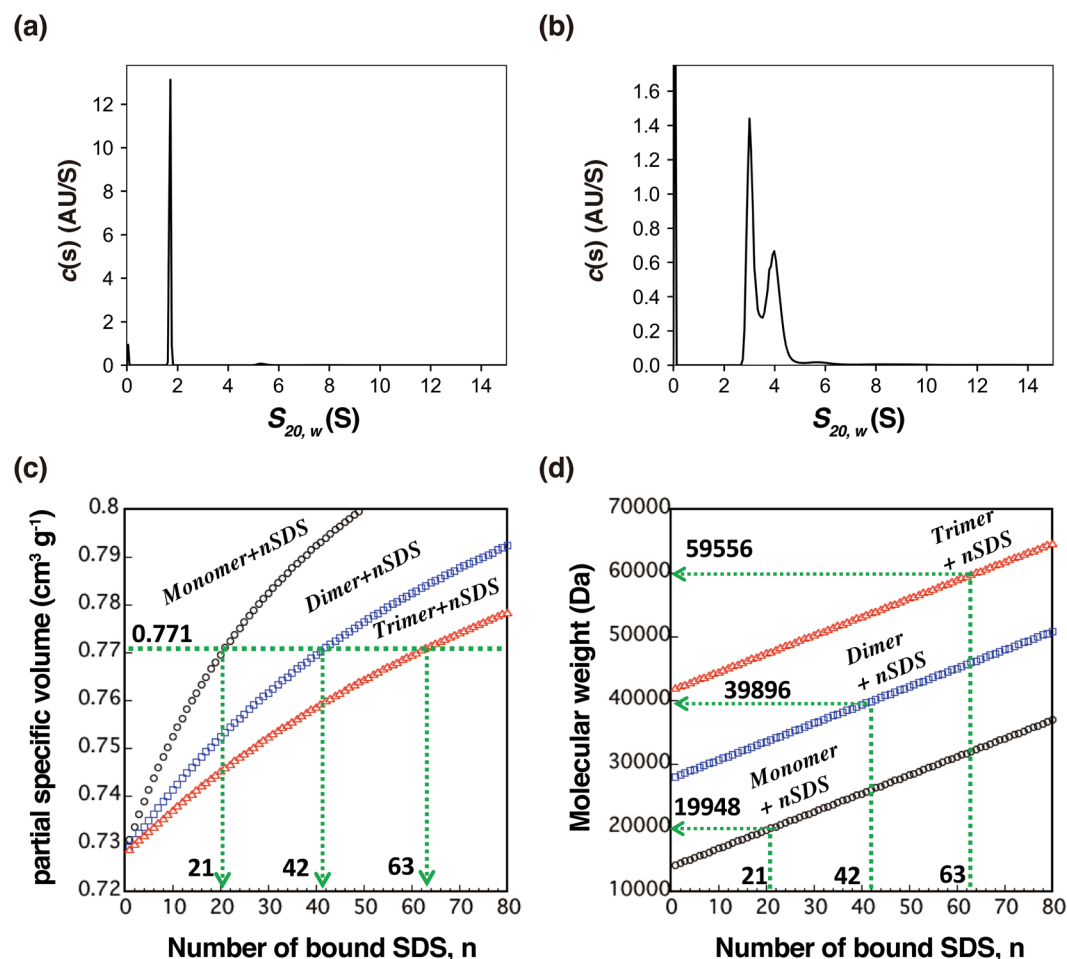 (a)
12
10
8
6
4
2
0
c(s) (AU/S)
0 2 4 6 8 10 12 14
S20, w (S)
(b)
1.6
1.4
1.2
1.0
0.8
0.6
0.4
0.2
0.0
c(s) (AU/S)
0 2 4 6 8 10 12 14
S20, w (S)
(c)
0.8
0.79
0.78
0.77
0.76
0.75
0.74
0.73
0.72
partial specific volume (cm³ g⁻¹)
Monomer+nSDS
Dimer+nSDS
Trimer+nSDS
0.771
21 42 63
0 10 20 30 40 50 60 70 80
Number of bound SDS, n
(d)
70000
60000
50000
40000
30000
20000
10000
Molecular weight (Da)
Trimer
+ nSDS
59556
Dimer
+ nSDS
39896
Monomer
+ nSDS
19948
21 42 63
0 10 20 30 40 50 60 70 80
Number of bound SDS, n